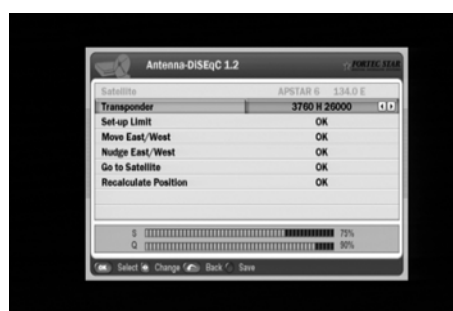 Antenna-DiSEqC 1.2
FORTEC STAR
Satellite APSTAR 6 134.0 E
Transponder 3760 H 26000
Set-up Limit OK
Move East/West OK
Nudge East/West OK
Go to Satellite OK
Recalculate Position OK
S 75%
Q 90%
OK Select Change Back Save